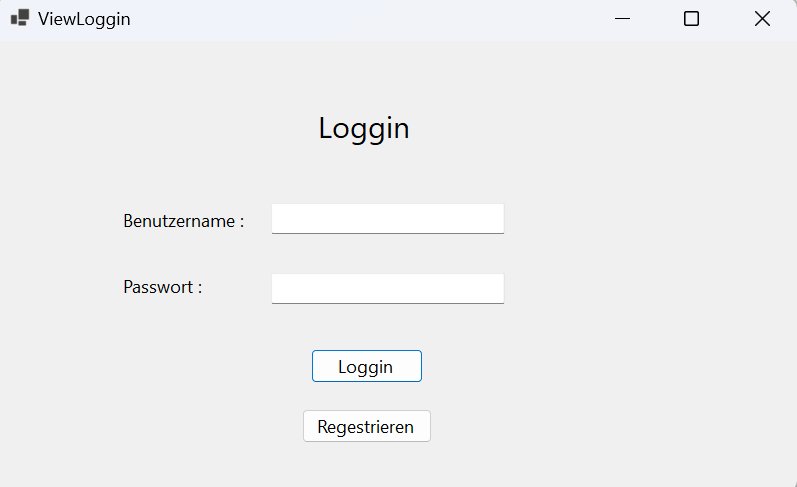 ViewLoggin
Loggin
Benutzername :
Passwort :
Loggin
Regestrieren